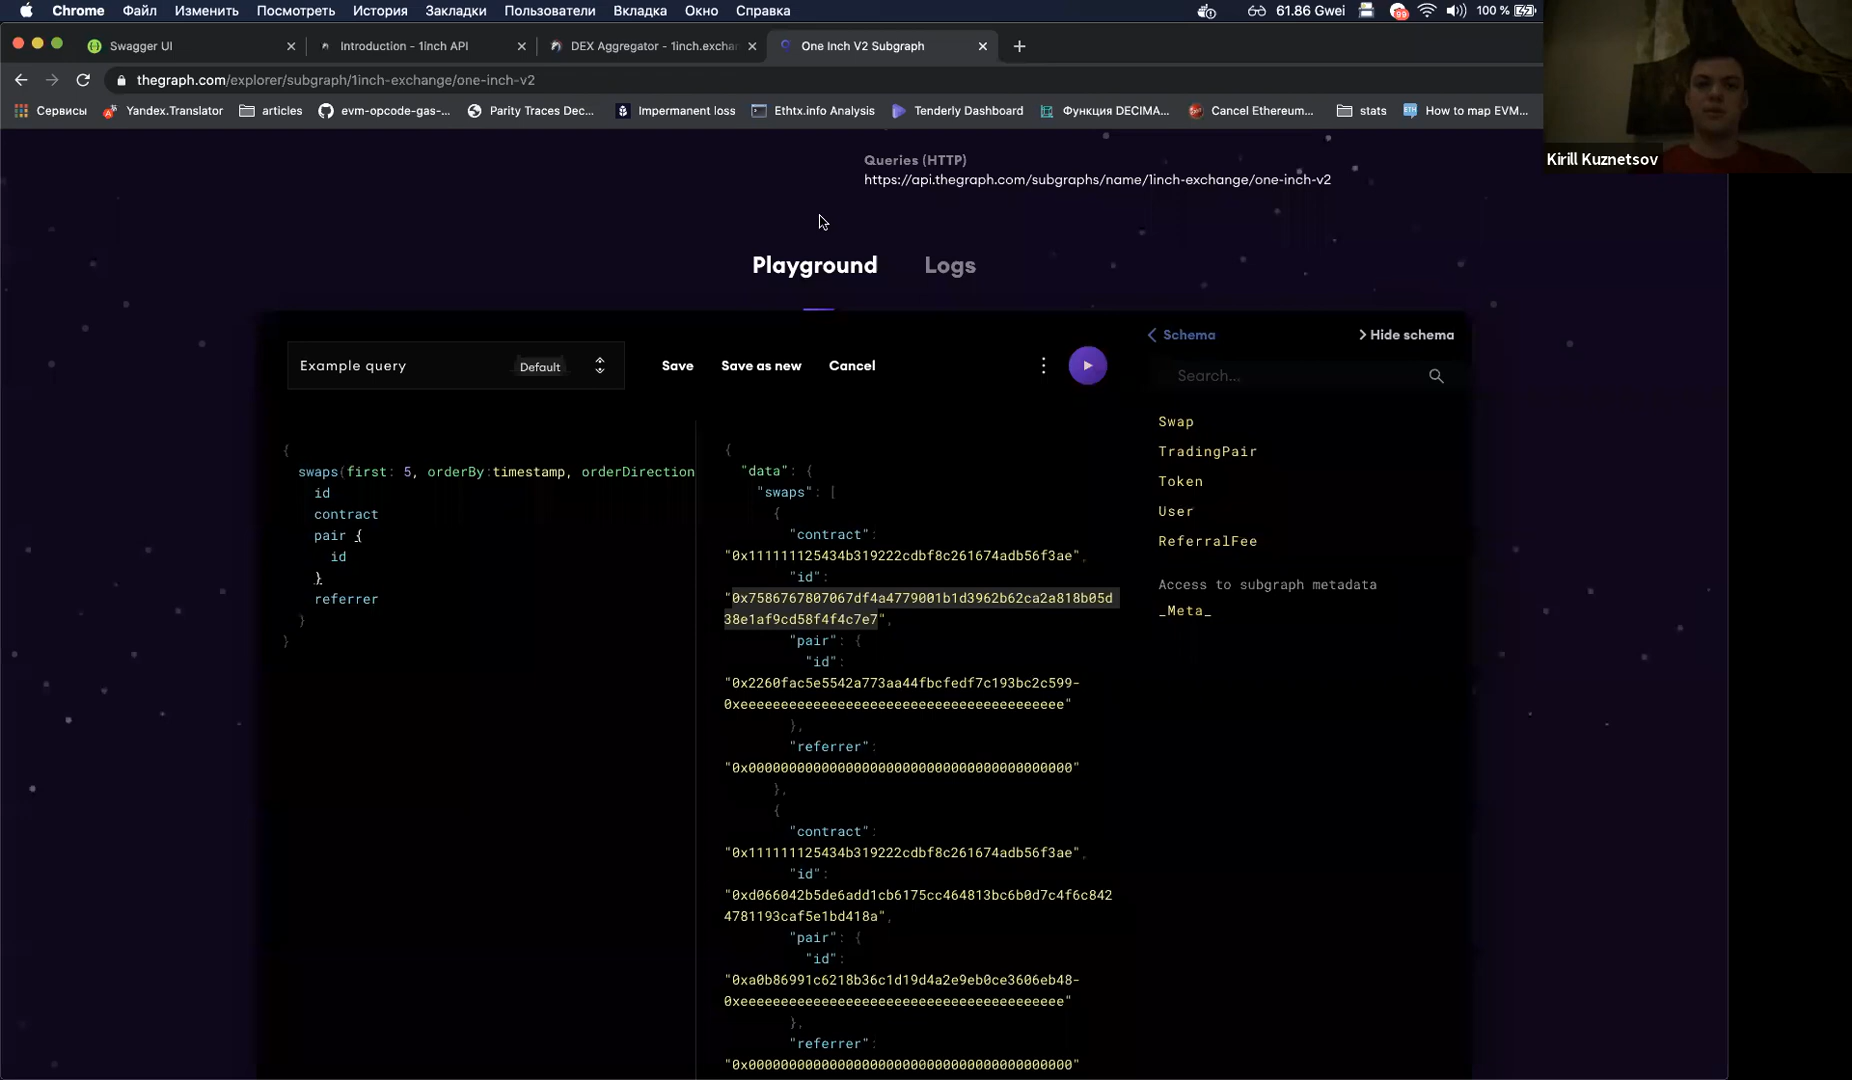 Chrome Файл Изменить Посмотреть История Закладки Пользователи Вкладка Окно Справка 61.86 Gwei 99 100 %
Swagger UI Introduction - 1inch API DEX Aggregator - 1inch.exchan One Inch V2 Subgraph
thegraph.com/explorer/subgraph/1inch-exchange/one-inch-v2
Сервисы Yandex.Translator articles evm-opcode-gas-... Parity Traces Dec... Impermanent loss Ethtx.info Analysis Tenderly Dashboard Функция DECIMA... Cancel Ethereum... stats How to map EVM...
Kirill Kuznetsov
Queries (HTTP)
https://api.thegraph.com/subgraphs/name/1inch-exchange/one-inch-v2
Playground Logs
Example query Default Save Save as new Cancel
{
swaps(first: 5, orderBy:timestamp, orderDirection
id
contract
pair {
id
}
referrer
}
}
{
"data": {
"swaps": [
{
"contract":
"0x111111125434b319222cdbf8c261674adb56f3ae",
"id":
"0x7586767807067df4a4779001b1d3962b62ca2a818b05d
38e1af9cd58f4f4c7e7",
"pair": {
"id":
"0x2260fac5e5542a773aa44fbcfedf7c193bc2c599-
0xeeeeeeeeeeeeeeeeeeeeeeeeeeeeeeeeeeeeeeee"
},
"referrer":
"0x0000000000000000000000000000000000000000"
},
{
"contract":
"0x111111125434b319222cdbf8c261674adb56f3ae",
"id":
"0xd066042b5de6add1cb6175cc464813bc6b0d7c4f6c842
4781193caf5e1bd418a",
"pair": {
"id":
"0xa0b86991c6218b36c1d19d4a2e9eb0ce3606eb48-
0xeeeeeeeeeeeeeeeeeeeeeeeeeeeeeeeeeeeeeeee"
},
"referrer":
"0x0000000000000000000000000000000000000000"
Schema Hide schema
Search...
Swap
TradingPair
Token
User
ReferralFee
Access to subgraph metadata
_Meta_